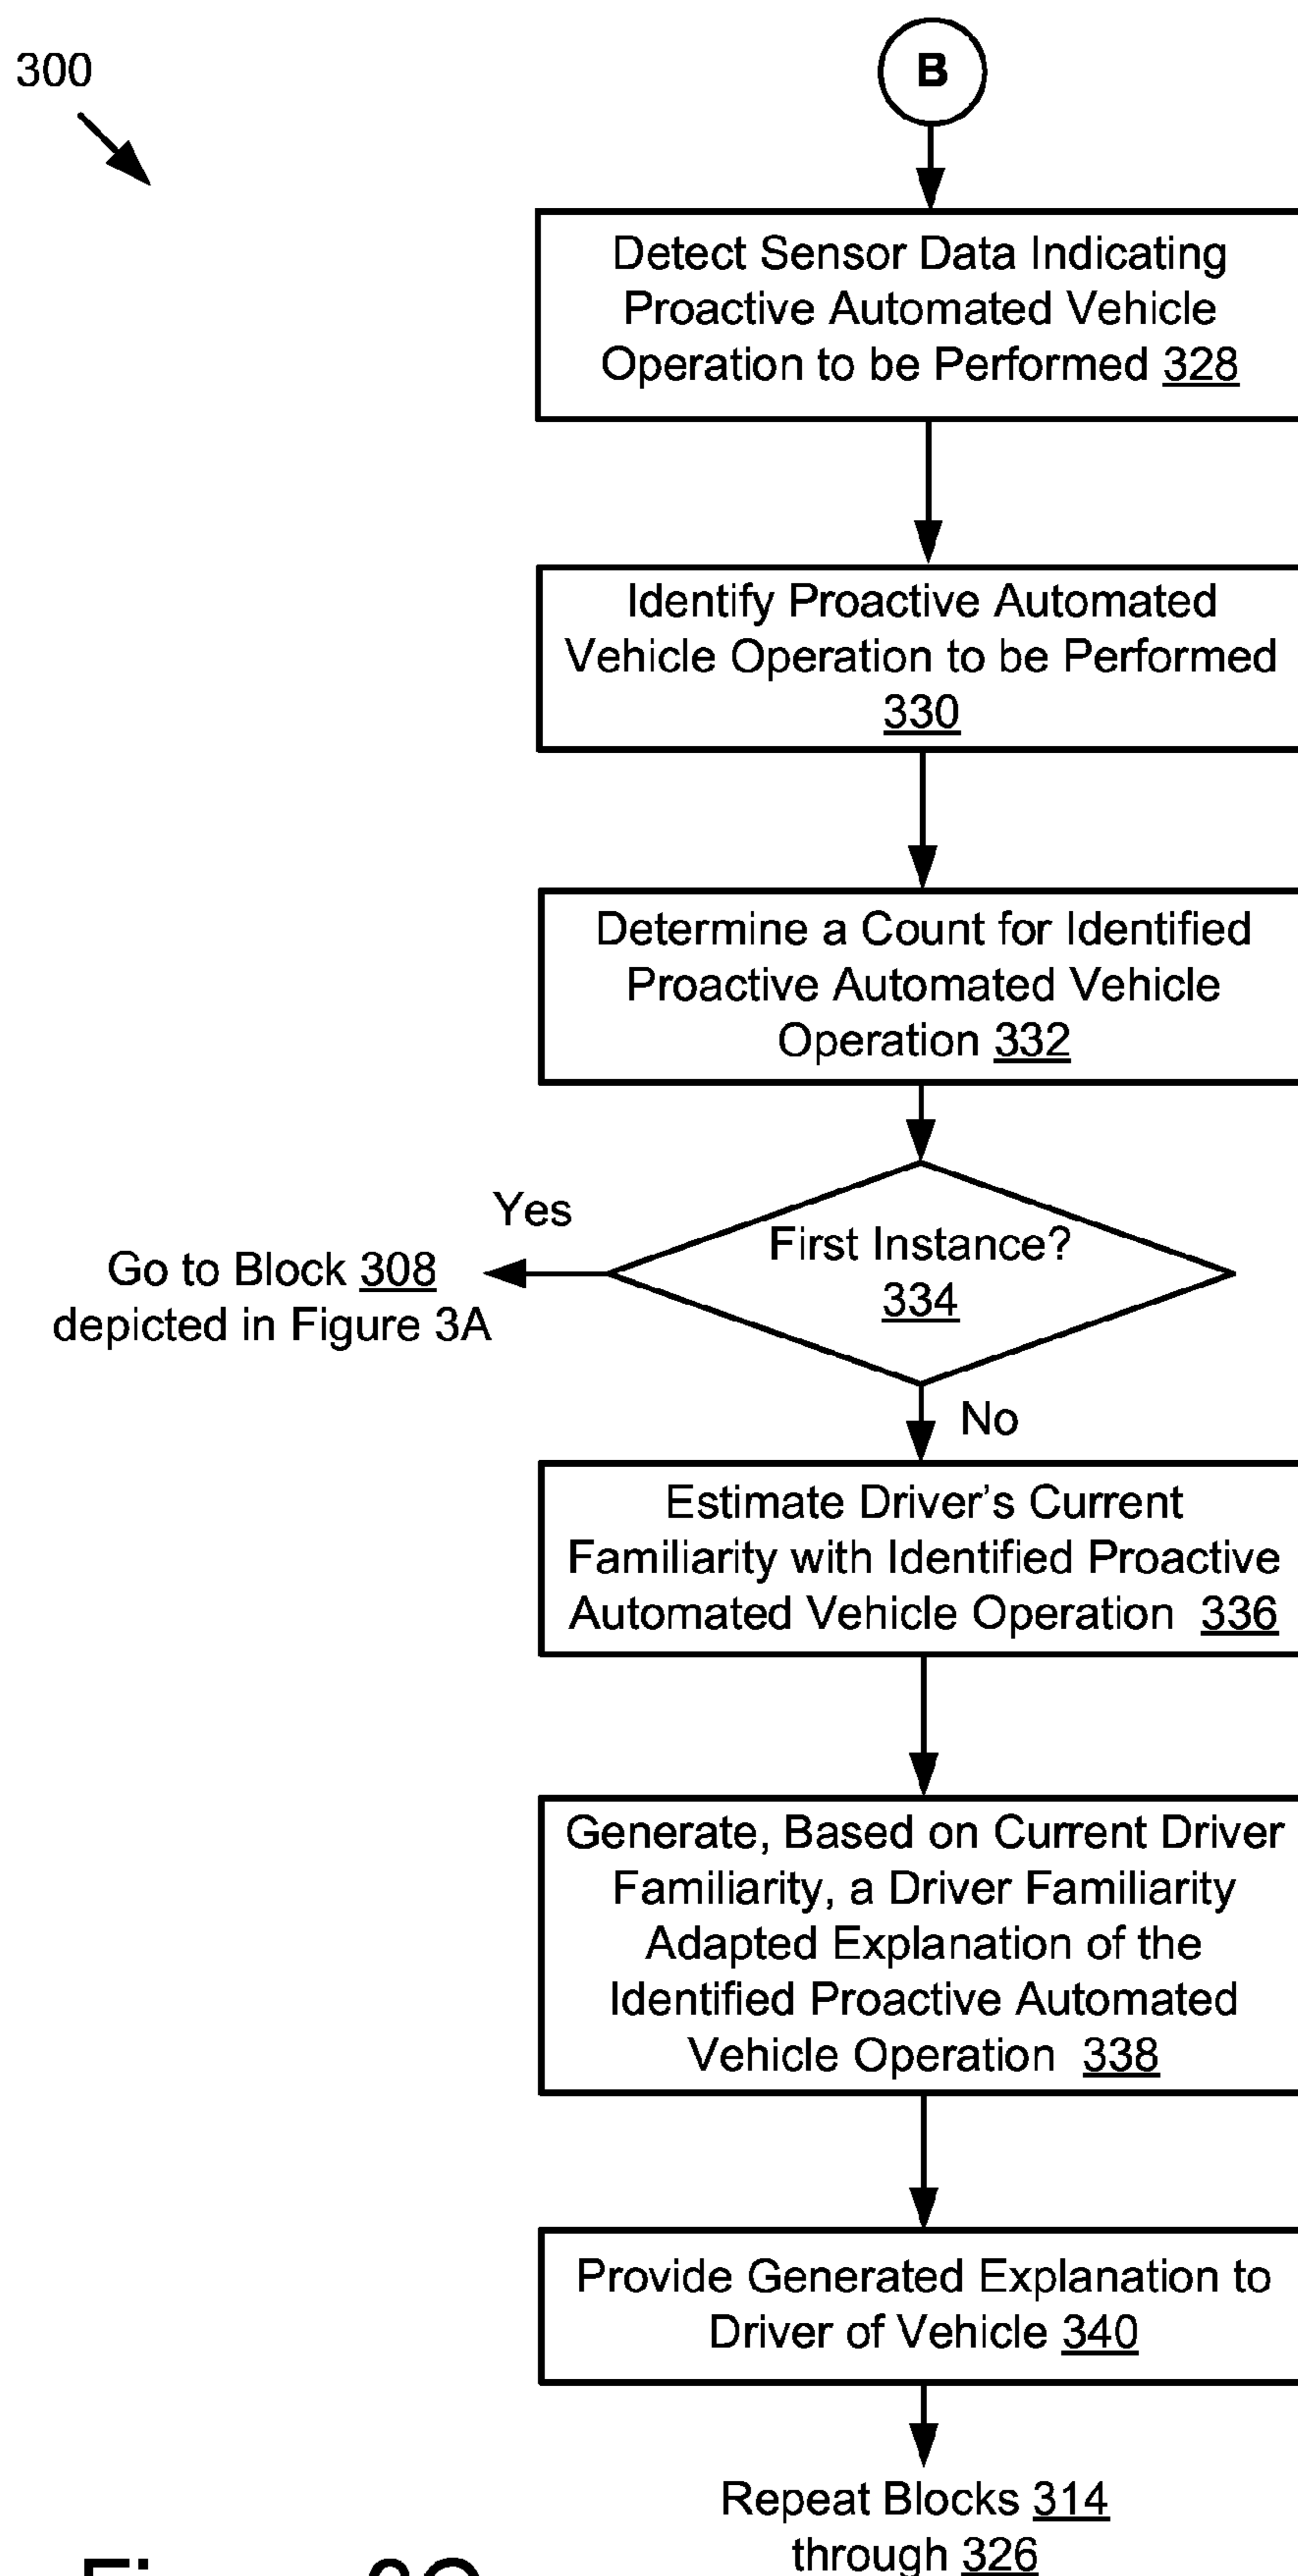 300
B
Detect Sensor Data Indicating
Proactive Automated Vehicle
Operation to be Performed 328
Identify Proactive Automated
Vehicle Operation to be Performed
330
Determine a Count for Identified
Proactive Automated Vehicle
Operation 332
Yes
First Instance?
334
Go to Block 308
depicted in Figure 3A
No
Estimate Driver's Current
Familiarity with Identified Proactive
Automated Vehicle Operation 336
Generate, Based on Current Driver
Familiarity, a Driver Familiarity
Adapted Explanation of the
Identified Proactive Automated
Vehicle Operation 338
Provide Generated Explanation to
Driver of Vehicle 340
Repeat Blocks 314
through 326